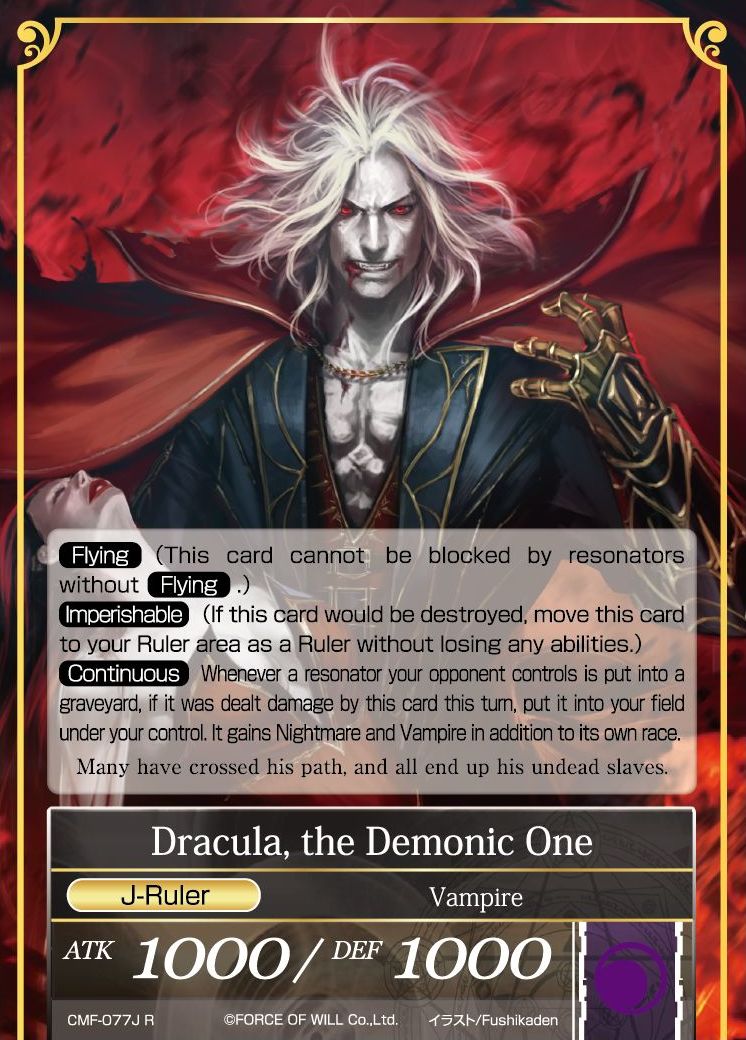 Flying (This card cannot be blocked by resonators
without Flying .)
Imperishable (If this card would be destroyed, move this card
to your Ruler area as a Ruler without losing any abilities.)
Continuous Whenever a resonator your opponent controls is put into a
graveyard, if it was dealt damage by this card this turn, put it into your field
under your control. It gains Nightmare and Vampire in addition to its own race.
Many have crossed his path, and all end up his undead slaves.
Dracula, the Demonic One
J-Ruler Vampire
ATK 1000/ DEF 1000
CMF-077J R ©FORCE OF WILL Co.,Ltd. イラスト/Fushikaden